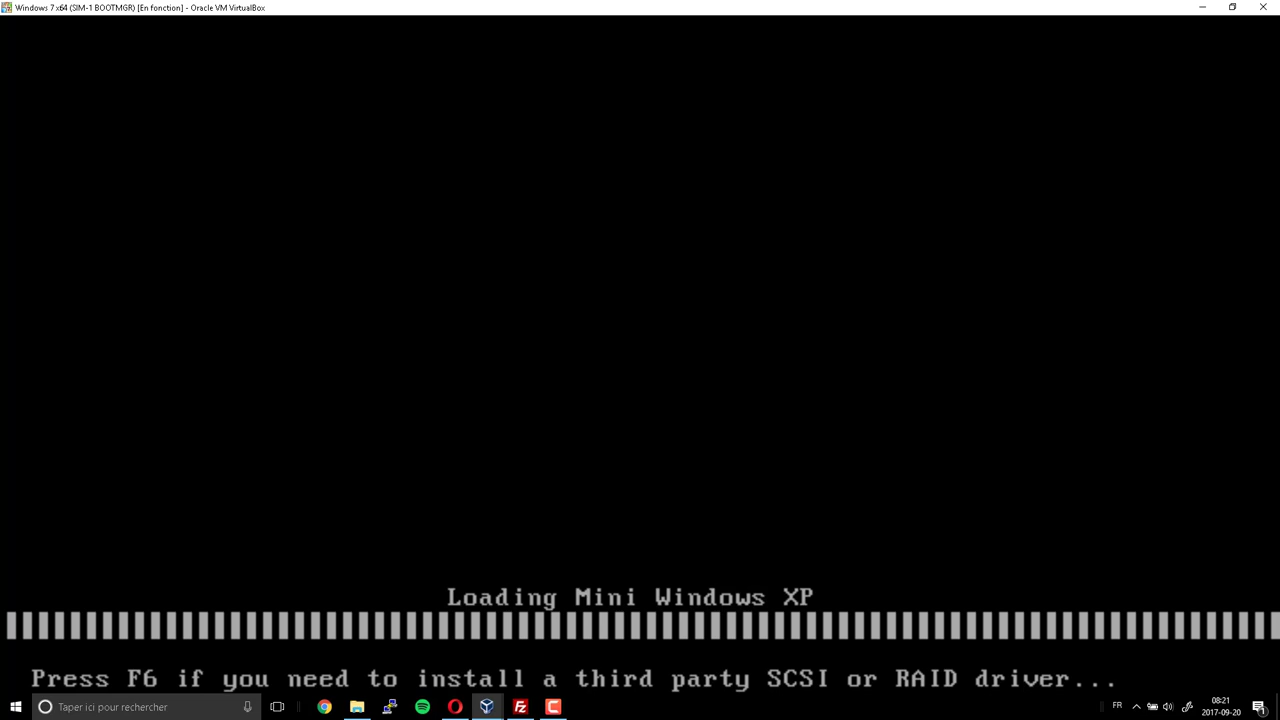 Windows 7 x64 (SIM-1 BOOTMGR) [En fonction] - Oracle VM VirtualBox
Loading Mini Windows XP
Press F6 if you need to install a third party SCSI or RAID driver...
Taper ici pour rechercher
FR
08:21
2017-09-20
1